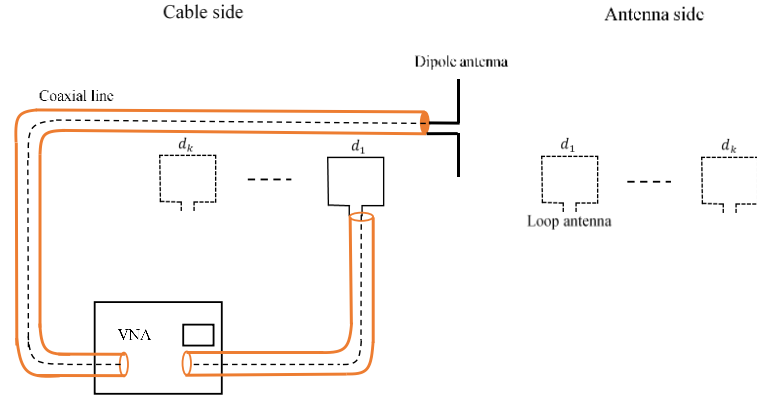 Cable side
Antenna side
Dipole antenna
Coaxial line
d_k
d_1
d_1
d_k
Loop antenna
VNA